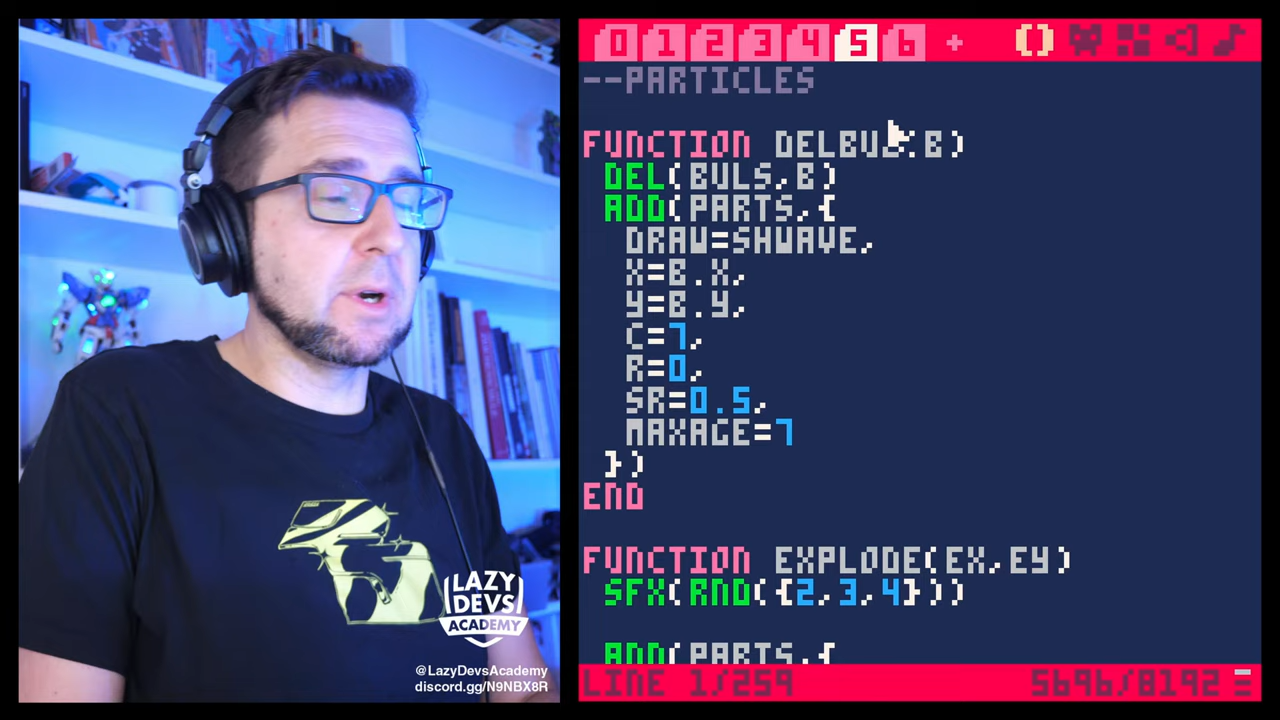 0 1 2 3 4 5 6 +
--PARTICLES
FUNCTION DELBUL(B)
DEL(BULS,B)
ADD(PARTS,{
DRAW=SHWAVE,
X=B.X,
Y=B.Y,
C=7,
R=0,
SR=0.5,
MAXAGE=7
})
END
FUNCTION EXPLODE(EX,EY)
SFX(RND({2,3,4}))
ADD(PARTS,{
LINE 1/259 5696/8192
LAZY
DEVS
ACADEMY
@LazyDevsAcademy
discord.gg/N9NBX8R